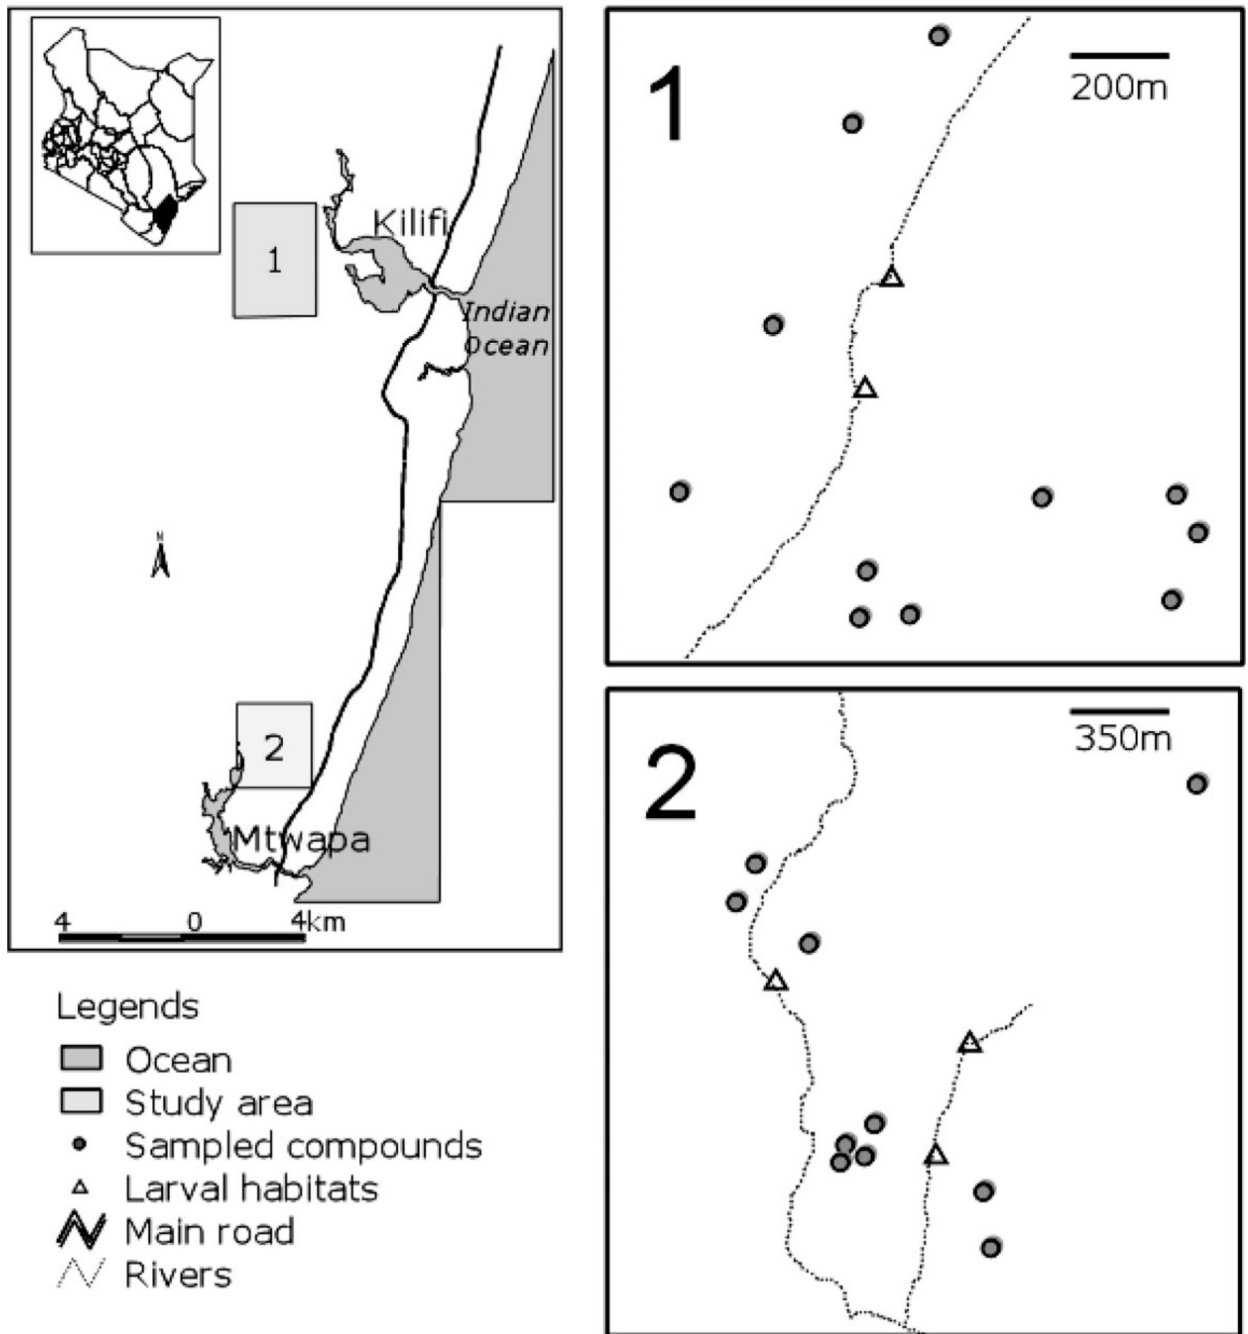 1
Kilifi
Indian
Ocean
N
2
Mtwapa
4 0 4km
Legends
Ocean
Study area
Sampled compounds
Larval habitats
Main road
Rivers
1
200m
2
350m